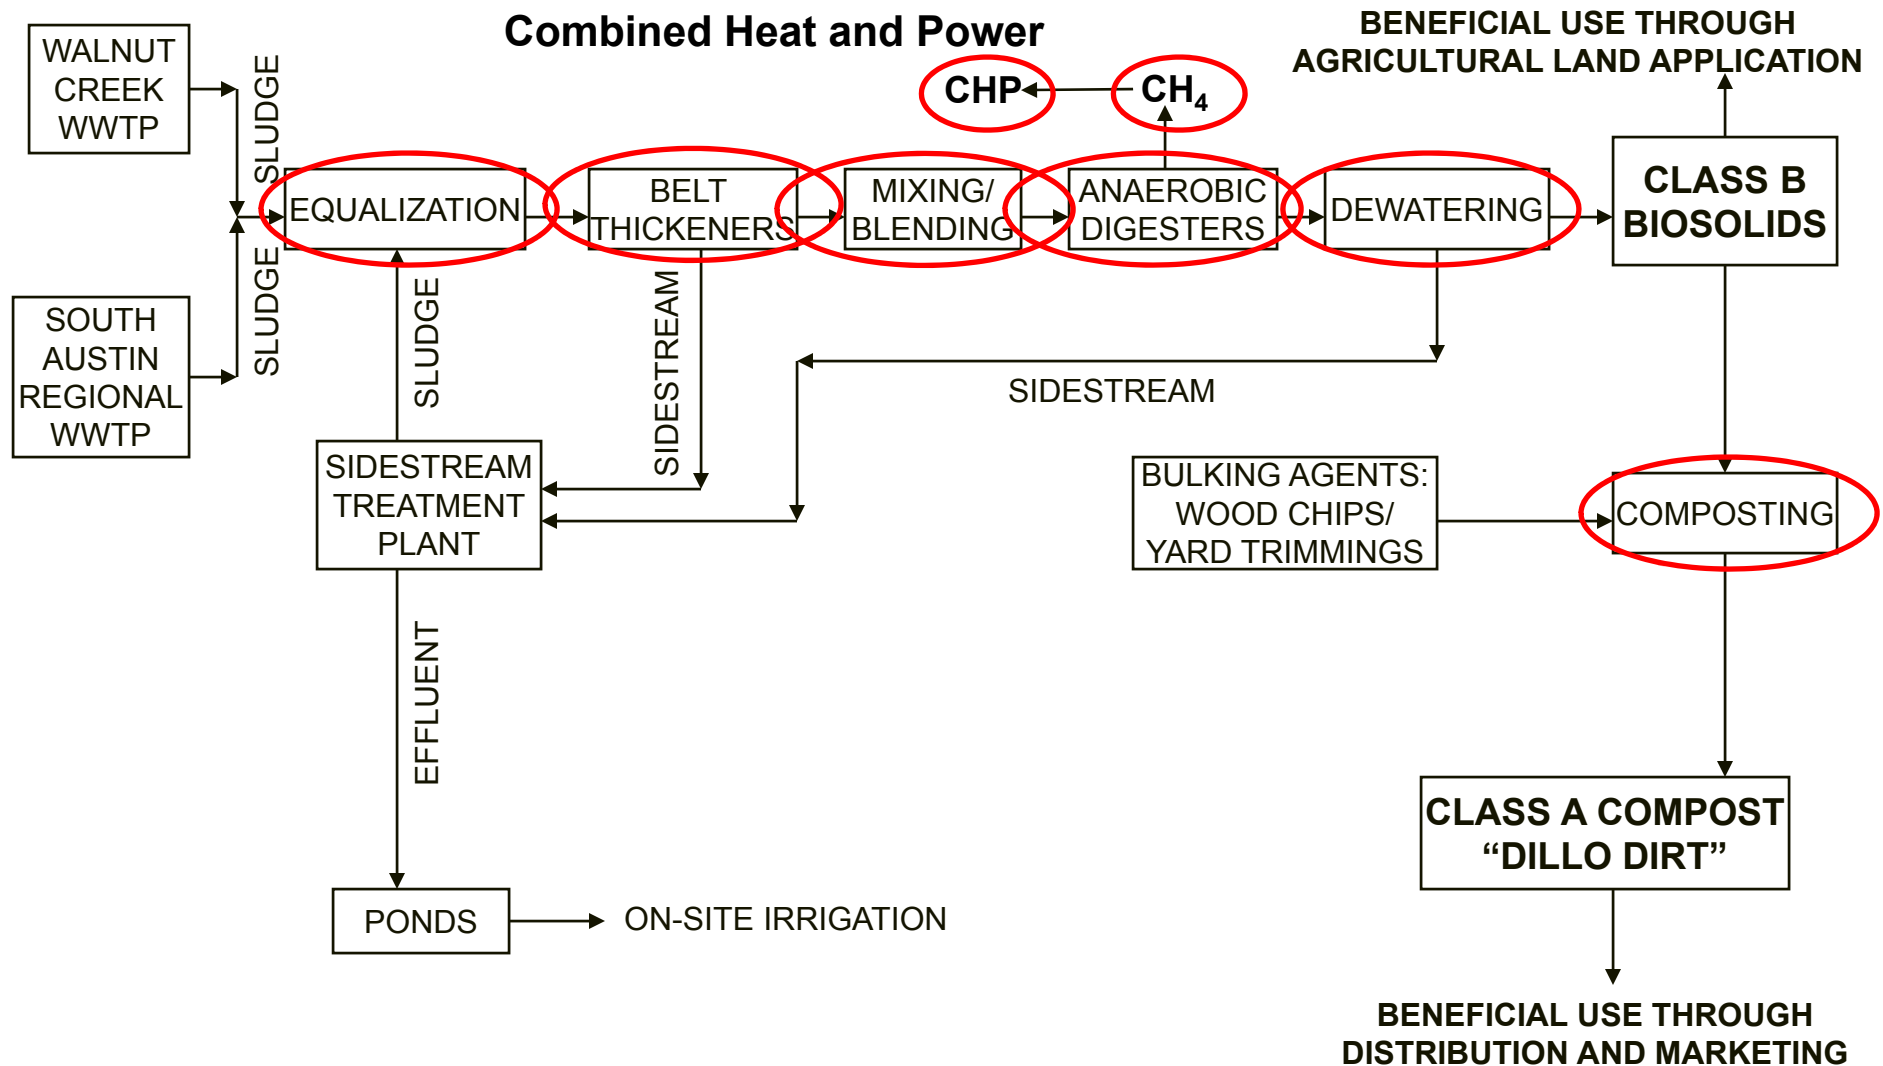 Combined Heat and Power
BENEFICIAL USE THROUGH
AGRICULTURAL LAND APPLICATION
WALNUT
CREEK
WWTP
SLUDGE
CHP
CH₄
EQUALIZATION
BELT
THICKENERS
MIXING/
BLENDING
ANAEROBIC
DIGESTERS
DEWATERING
CLASS B
BIOSOLIDS
SOUTH
AUSTIN
REGIONAL
WWTP
SLUDGE
SLUDGE
SIDESTREAM
SIDESTREAM
SIDESTREAM
TREATMENT
PLANT
BULKING AGENTS:
WOOD CHIPS/
YARD TRIMMINGS
COMPOSTING
EFFLUENT
CLASS A COMPOST
“DILLO DIRT”
PONDS
ON-SITE IRRIGATION
BENEFICIAL USE THROUGH
DISTRIBUTION AND MARKETING